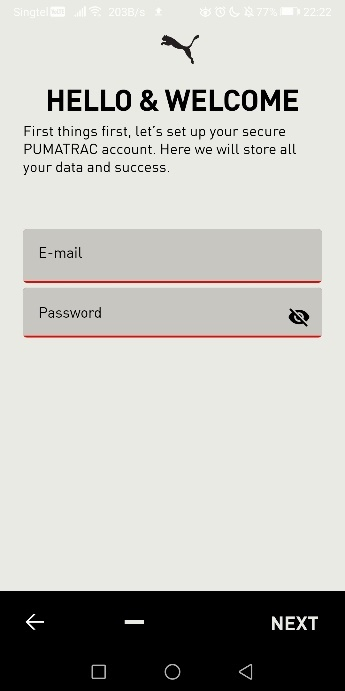 Singtel 203B/s 77% 22:22
HELLO & WELCOME
First things first, let's set up your secure
PUMATRAC account. Here we will store all
your data and success.
E-mail
Password
NEXT